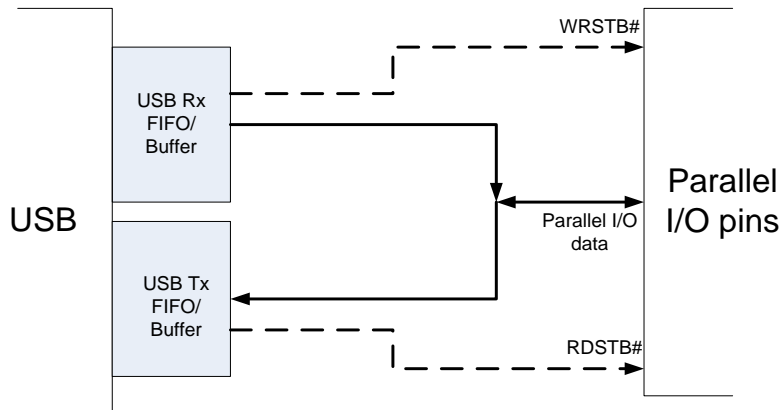 WRSTB#
USB Rx
FIFO/
Buffer
USB
Parallel I/O
data
Parallel
I/O pins
USB Tx
FIFO/
Buffer
RDSTB#